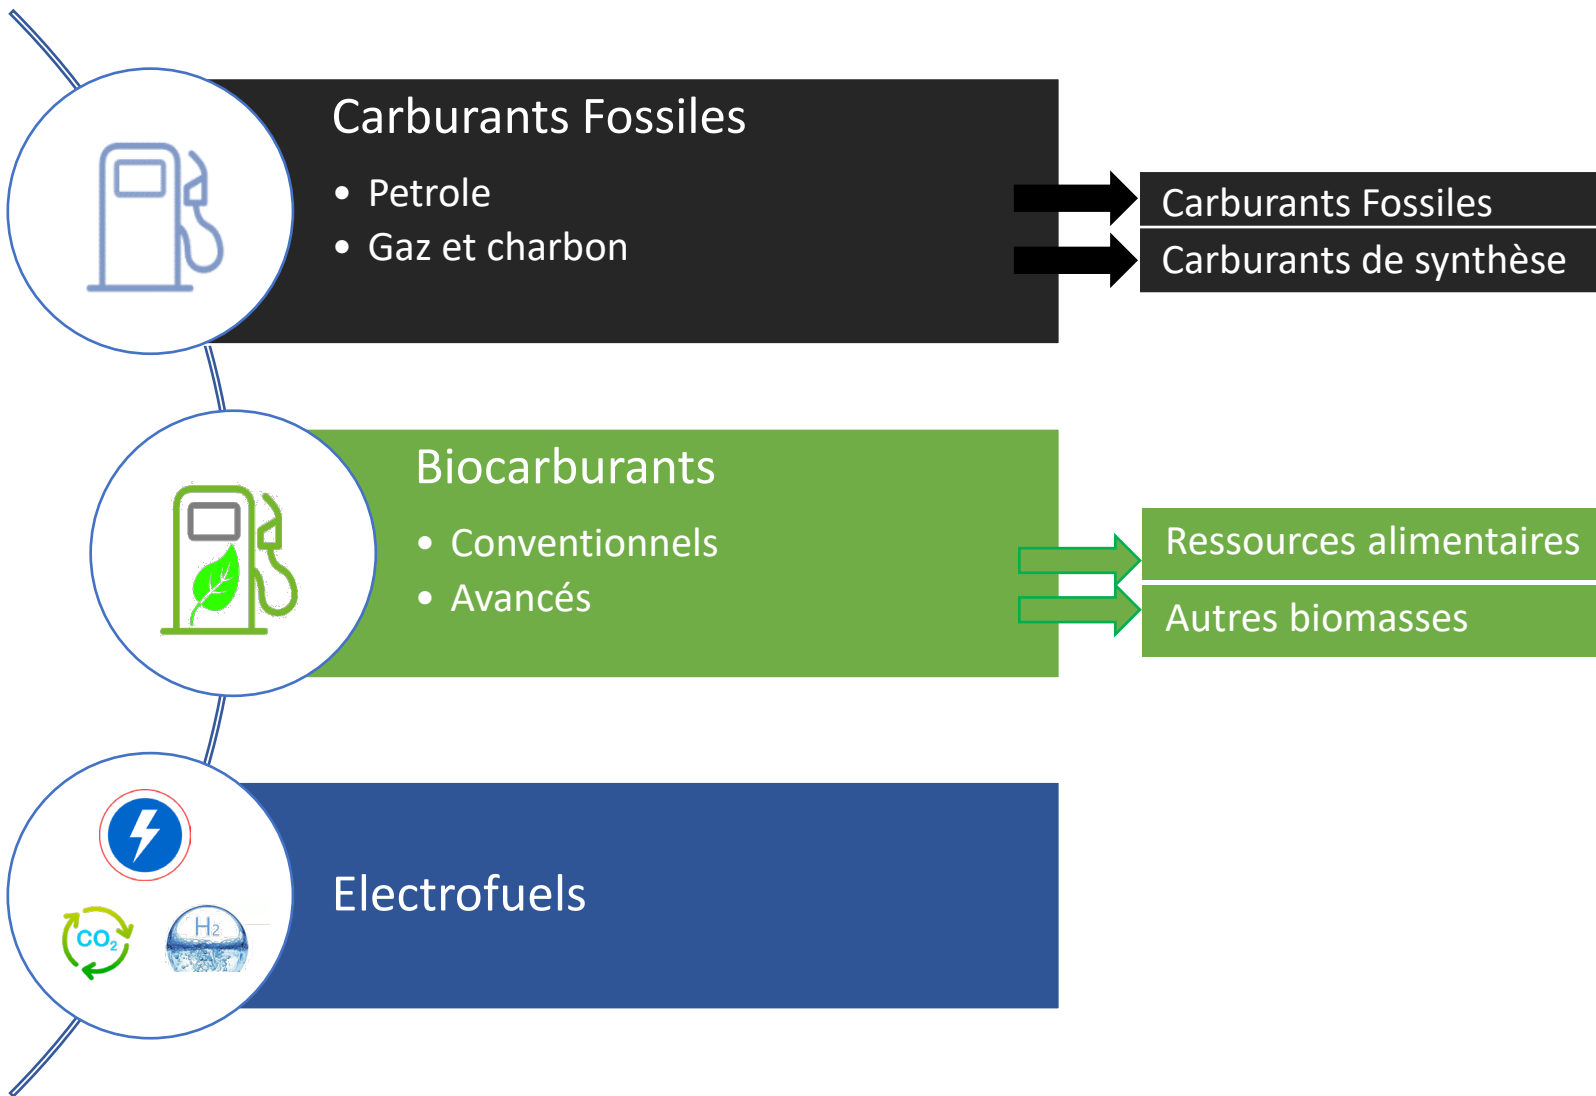 Carburants Fossiles
• Petrole
• Gaz et charbon
Carburants Fossiles
Carburants de synthèse
Biocarburants
• Conventionnels
• Avancés
Ressources alimentaires
Autres biomasses
Electrofuels
CO₂
H₂